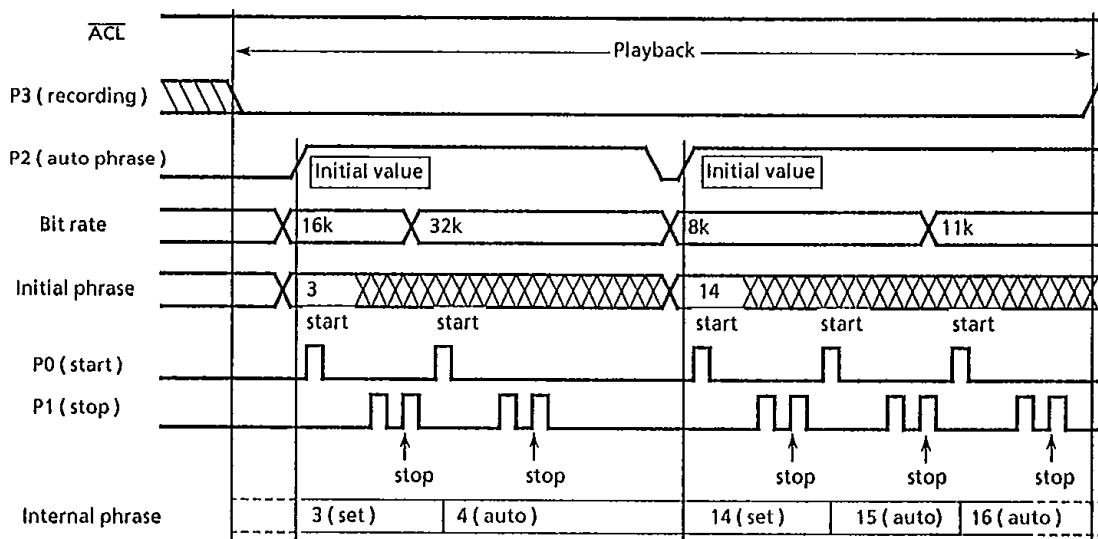 ACL
Playback
P3 ( recording )
P2 ( auto phrase )
Initial value
Initial value
Bit rate
16k
32k
8k
11k
Initial phrase
3
14
start
start
start
start
start
P0 ( start )
P1 ( stop )
stop
stop
stop
stop
stop
Internal phrase
3 ( set )
4 ( auto )
14 ( set )
15 ( auto )
16 ( auto )